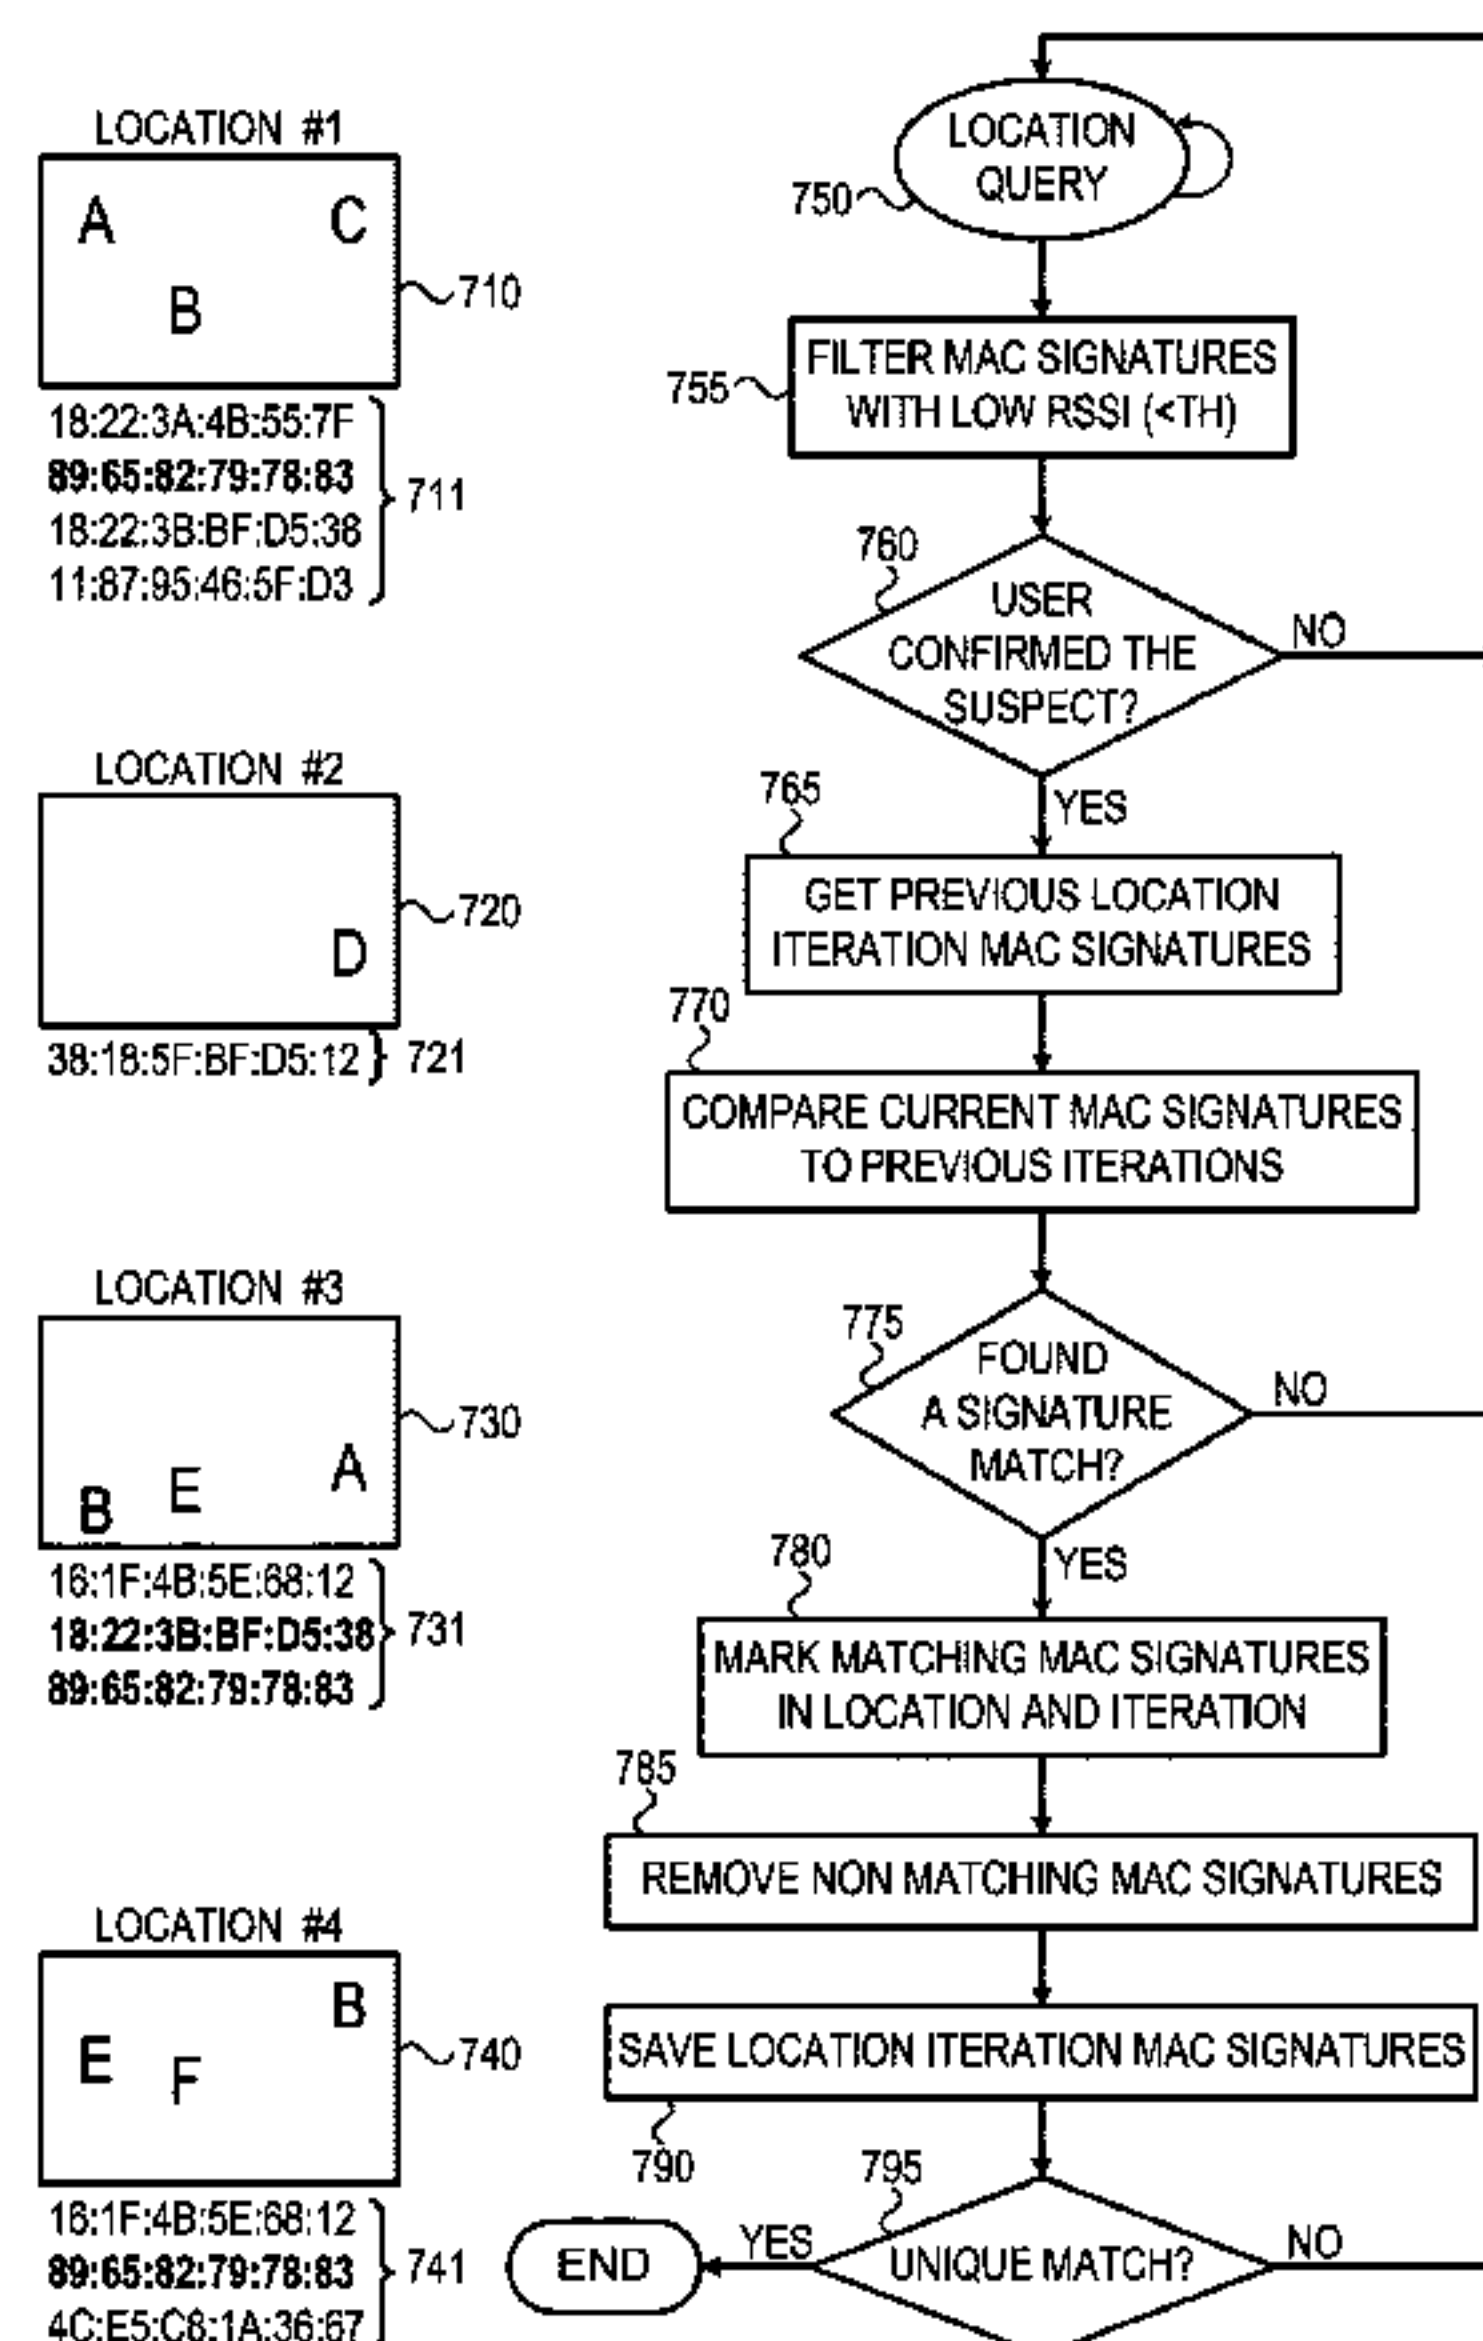 LOCATION #1
A
C
B
710
18:22:3A:4B:55:7F
89:65:82:79:78:83
18:22:3B:BF:D5:38
11:87:95:46:5F:D3
711
LOCATION #2
D
720
38:18:5F:BF:D5:12
721
LOCATION #3
A
E
B
730
16:1F:4B:5E:68:12
18:22:3B:BF:D5:38
89:65:82:79:78:83
731
LOCATION #4
B
E
F
740
16:1F:4B:5E:68:12
89:65:82:79:78:83
4C:E5:C8:1A:36:67
741
LOCATION
QUERY
750
FILTER MAC SIGNATURES
WITH LOW RSSI (<TH)
755
760
USER
CONFIRMED THE
SUSPECT?
NO
YES
765
GET PREVIOUS LOCATION
ITERATION MAC SIGNATURES
770
COMPARE CURRENT MAC SIGNATURES
TO PREVIOUS ITERATIONS
775
FOUND
A SIGNATURE
MATCH?
NO
YES
780
MARK MATCHING MAC SIGNATURES
IN LOCATION AND ITERATION
785
REMOVE NON MATCHING MAC SIGNATURES
SAVE LOCATION ITERATION MAC SIGNATURES
790
795
UNIQUE MATCH?
YES
NO
END